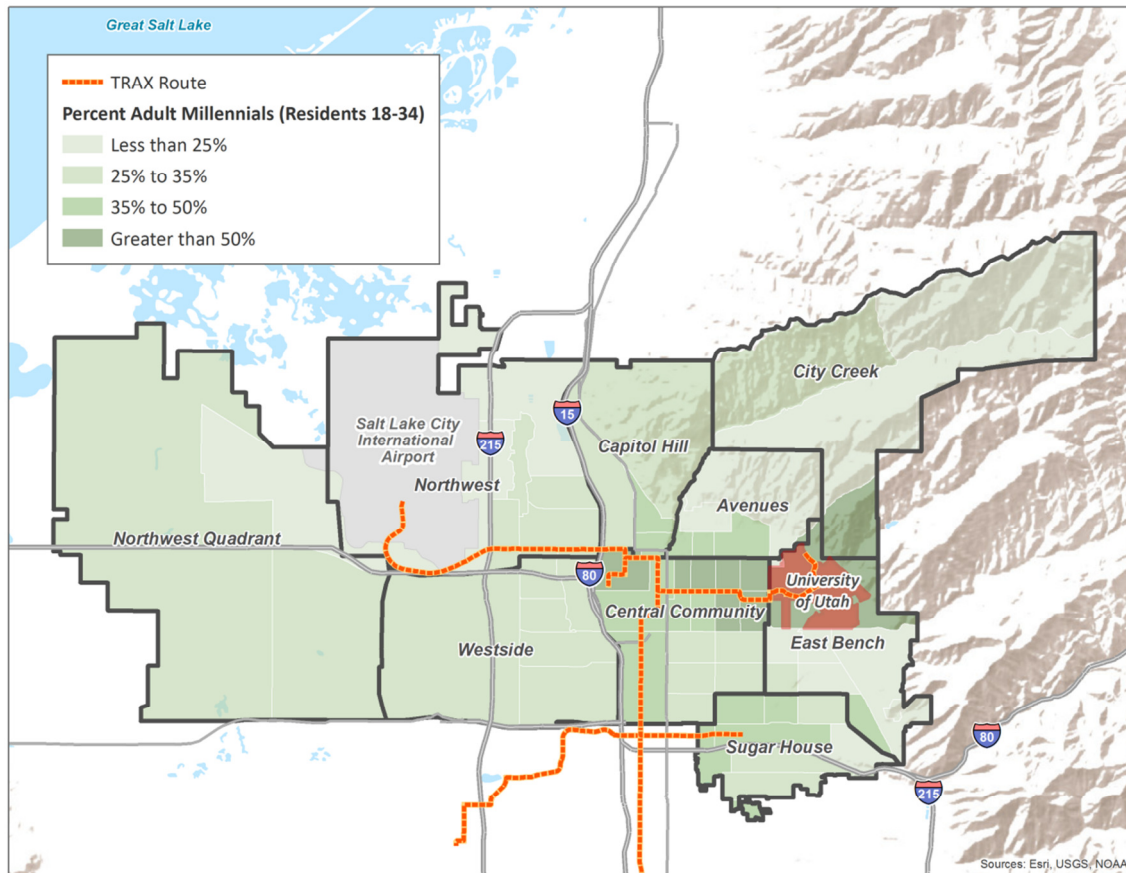 Great Salt Lake
TRAX Route
Percent Adult Millennials (Residents 18-34)
Less than 25%
25% to 35%
35% to 50%
Greater than 50%
City Creek
Salt Lake City
International
Airport
15
215
Capitol Hill
Northwest
Avenues
Northwest Quadrant
80
University
of Utah
Central Community
East Bench
Westside
80
Sugar House
215
Sources: Esri, USGS, NOAA